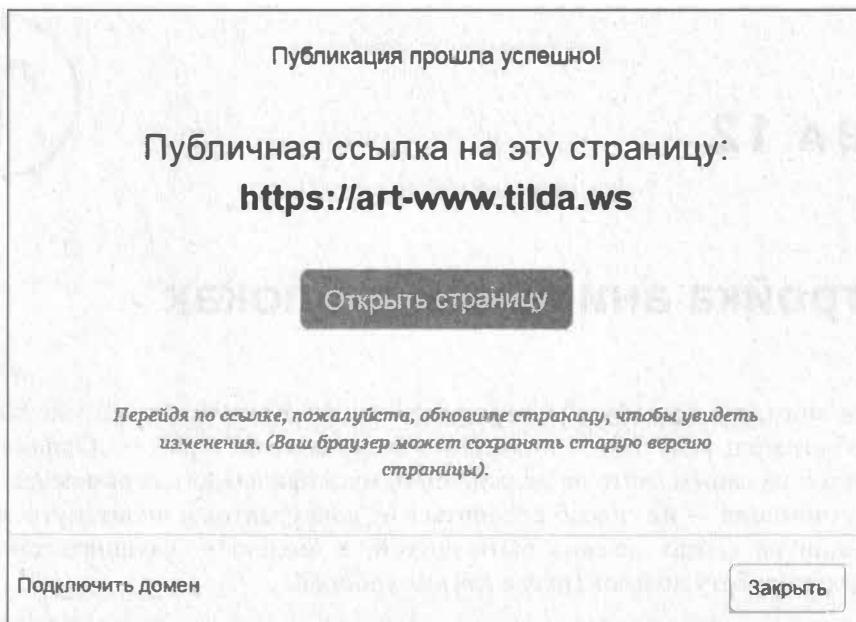 Публикация прошла успешно!
Публичная ссылка на эту страницу:
https://art-www.tilda.ws
Открыть страницу
Перейдя по ссылке, пожалуйста, обновите страницу, чтобы увидеть
изменения. (Ваш браузер может сохранять старую версию
страницы).
Подключить домен
Закрыть